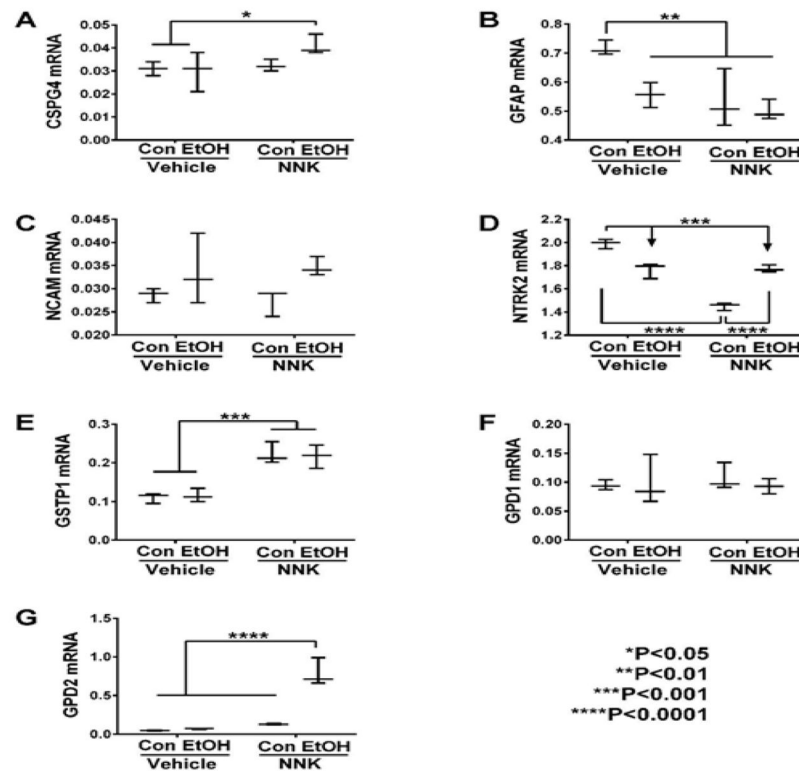 A
CSPG4 mRNA
0.05
0.04
0.03
0.02
0.01
0.00
*
Con EtOH Con EtOH
Vehicle NNK
B
GFAP mRNA
0.8
0.7
0.6
0.5
0.4
**
Con EtOH Con EtOH
Vehicle NNK
C
NCAM mRNA
0.045
0.040
0.035
0.030
0.025
0.020
Con EtOH Con EtOH
Vehicle NNK
D
NTRK2 mRNA
2.2
2.0
1.8
1.6
1.4
1.2
***
**** ****
Con EtOH Con EtOH
Vehicle NNK
E
GSTP1 mRNA
0.3
0.2
0.1
0.0
***
Con EtOH Con EtOH
Vehicle NNK
F
GPD1 mRNA
0.20
0.15
0.10
0.05
0.00
Con EtOH Con EtOH
Vehicle NNK
G
GPD2 mRNA
1.5
1.0
0.5
0.0
****
Con EtOH Con EtOH
Vehicle NNK
*P<0.05
**P<0.01
***P<0.001
****P<0.0001